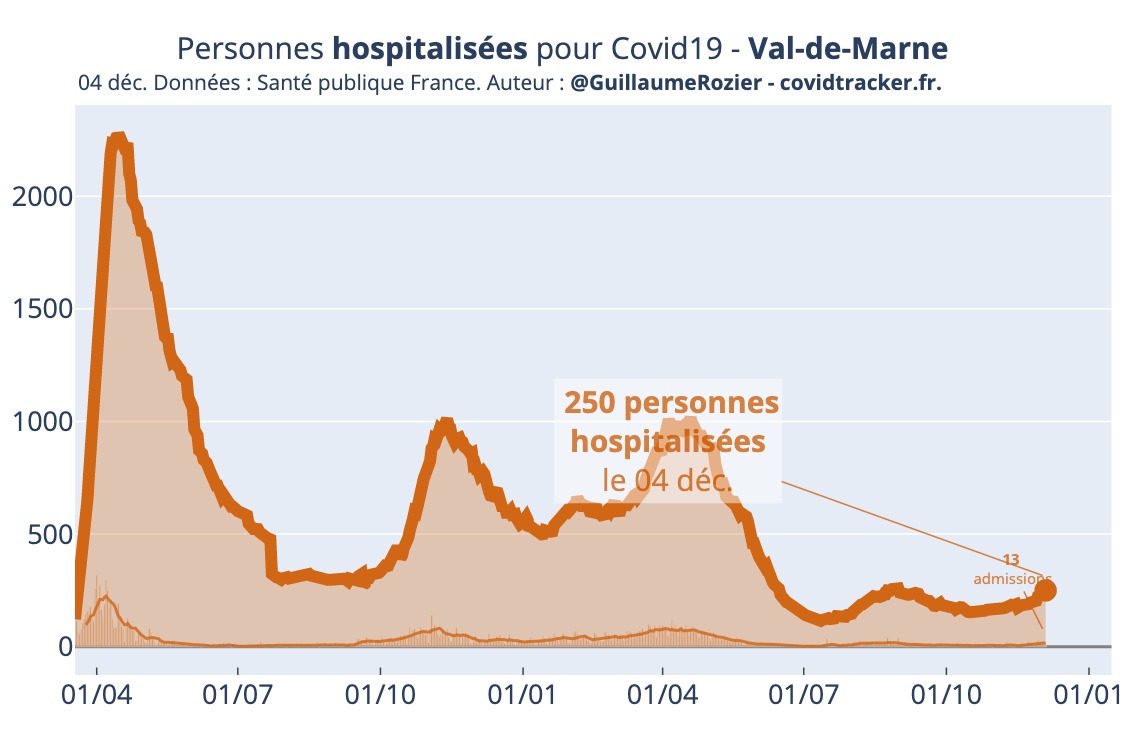 Personnes hospitalisées pour Covid19 - Val-de-Marne
04 déc. Données : Santé publique France. Auteur : @GuillaumeRozier - covidtracker.fr.
2000
1500
1000
500
0
250 personnes
hospitalisées
le 04 déc.
13
admissions
01/04
01/07
01/10
01/01
01/04
01/07
01/10
01/01